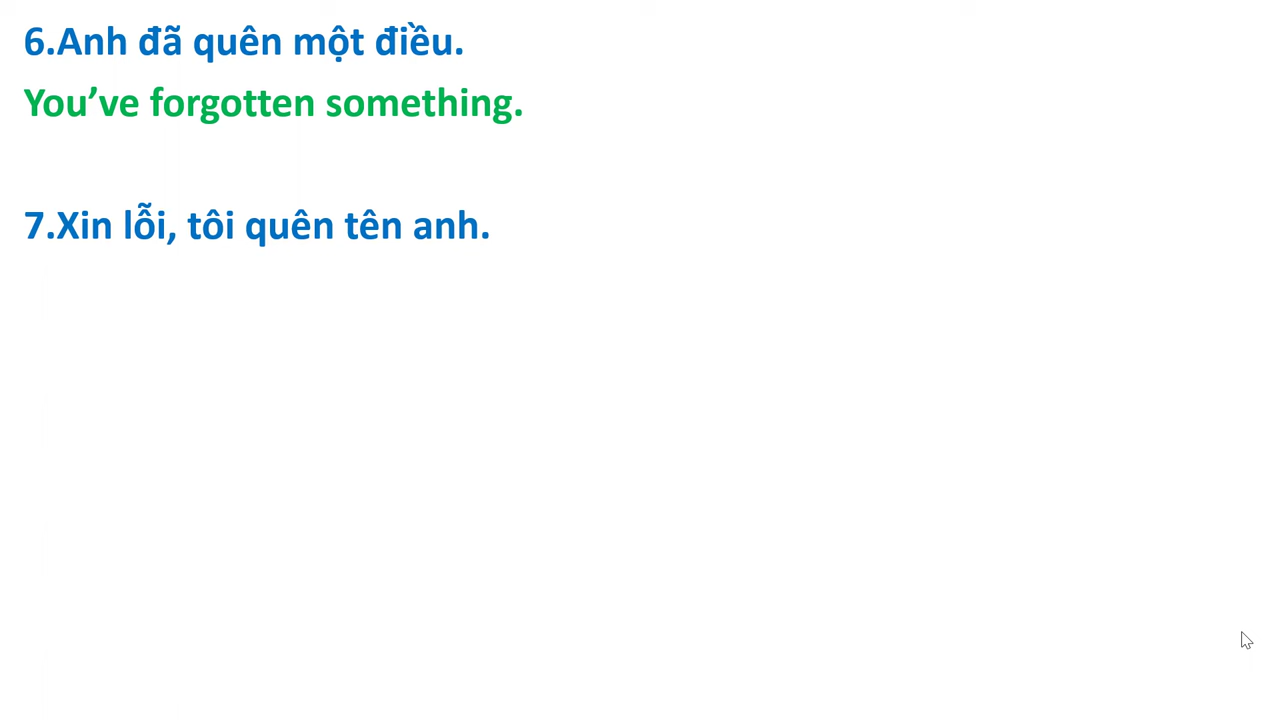 6.Anh đã quên một điều.
You’ve forgotten something.
7.Xin lỗi, tôi quên tên anh.